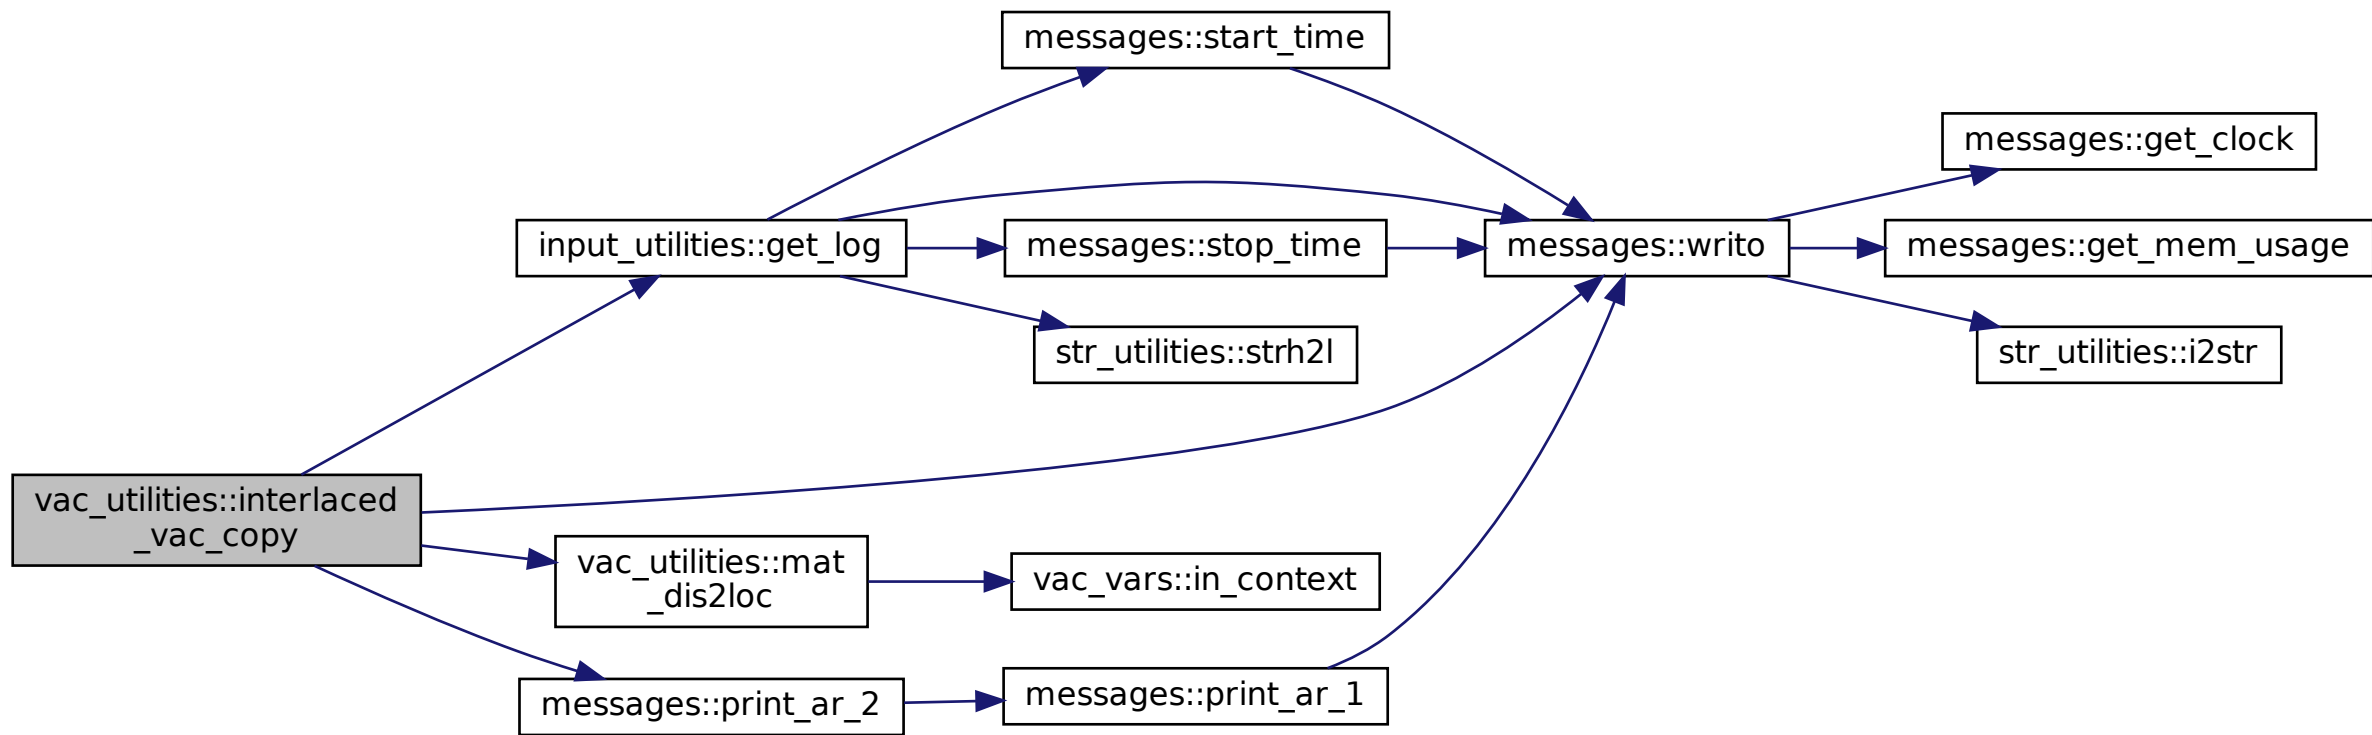 messages::start_time
messages::get_clock
input_utilities::get_log
messages::stop_time
messages::writo
messages::get_mem_usage
str_utilities::strh2l
str_utilities::i2str
vac_utilities::interlaced
_vac_copy
vac_utilities::mat
_dis2loc
vac_vars::in_context
messages::print_ar_2
messages::print_ar_1